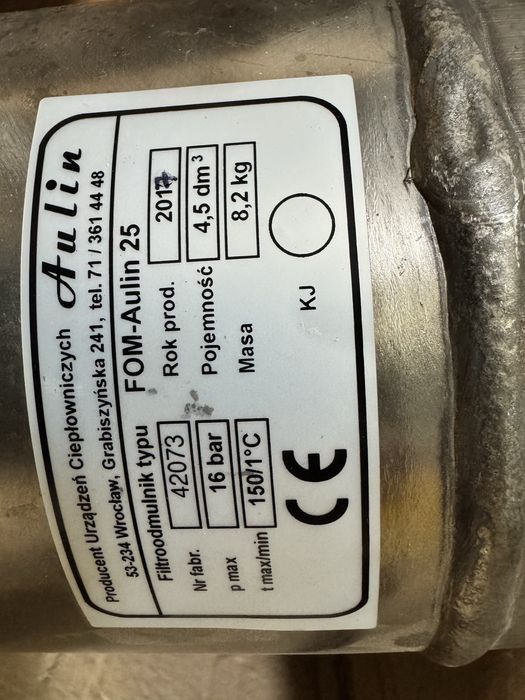 Producent Urządzeń Ciepłowniczych Aulin
53-234 Wrocław, Grabiszyńska 241, tel. 71 / 361 44 48
Filtroodmulnik typu FOM-Aulin 25
Nr fabr. 42073 Rok prod. 2017
p max 16 bar Pojemność 4,5 dm³
t max/min 150/1°C Masa 8,2 kg
CE KJ